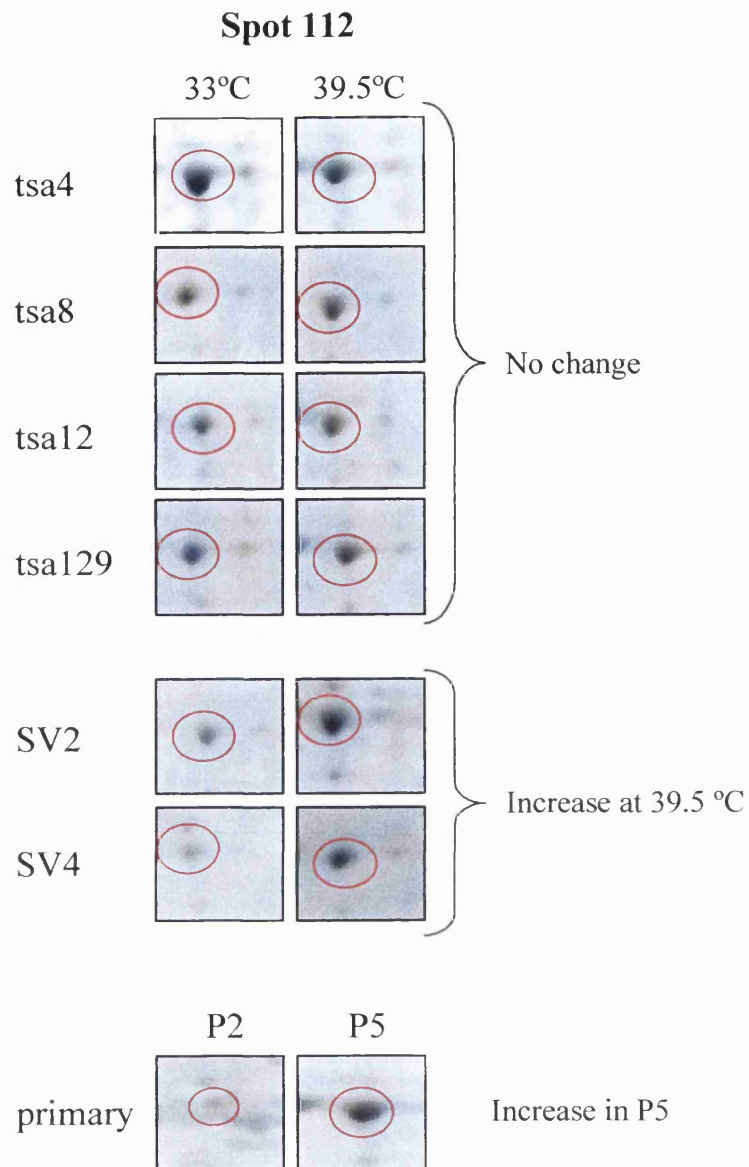 Spot 112
33ºC 39.5ºC
tsa4
tsa8
No change
tsa12
tsa129
SV2
Increase at 39.5 ºC
SV4
P2 P5
primary
Increase in P5